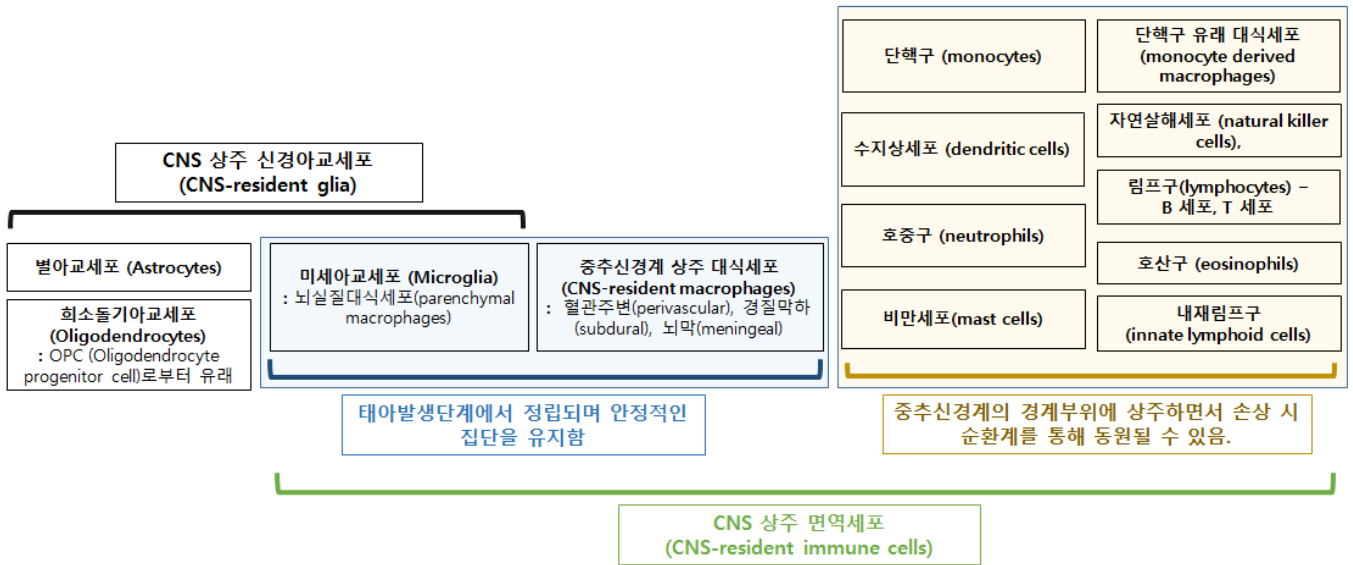 CNS 상주 신경아교세포
(CNS-resident glia)
별아교세포 (Astrocytes)
희소돌기아교세포
(Oligodendrocytes)
: OPC (Oligodendrocyte
progenitor cell)로부터 유래
미세아교세포 (Microglia)
: 뇌실질대식세포(parenchymal
macrophages)
중추신경계 상주 대식세포
(CNS-resident macrophages)
: 혈관주변(perivascular), 경질막하
(subdural), 뇌막(meningeal)
태아발생단계에서 정립되며 안정적인
집단을 유지함
단핵구 (monocytes)
단핵구 유래 대식세포
(monocyte derived
macrophages)
수지상세포 (dendritic cells)
자연살해세포 (natural killer
cells),
림프구(lymphocytes) –
B 세포, T 세포
호중구 (neutrophils)
호산구 (eosinophils)
비만세포(mast cells)
내재림프구
(innate lymphoid cells)
중추신경계의 경계부위에 상주하면서 손상 시
순환계를 통해 동원될 수 있음.
CNS 상주 면역세포
(CNS-resident immune cells)